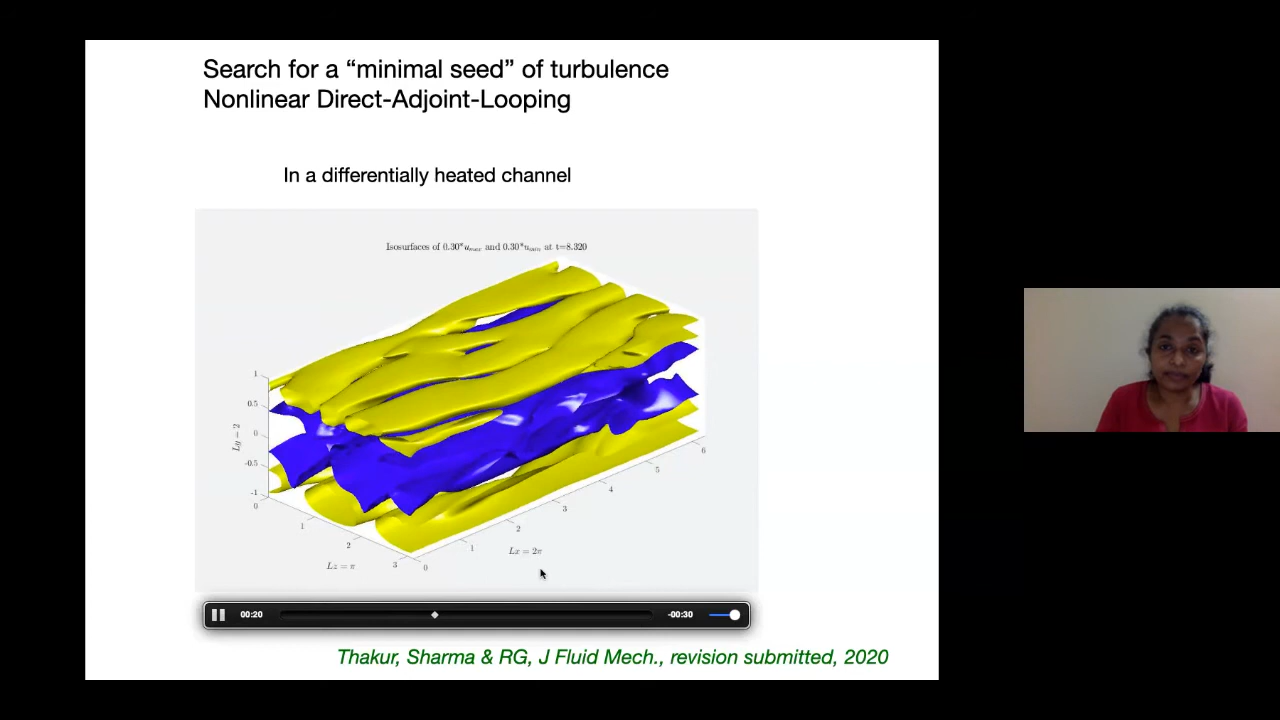 Search for a “minimal seed” of turbulence
Nonlinear Direct-Adjoint-Looping
In a differentially heated channel
Isosurfaces of 0.30*u_max and 0.30*u_min at t=8.320
1
0.5
0
-0.5
-1
Ly = 2
0
1
2
3
Lz = π
0
1
2
3
4
5
6
Lx = 2π
00:20
-00:30
Thakur, Sharma & RG, J Fluid Mech., revision submitted, 2020